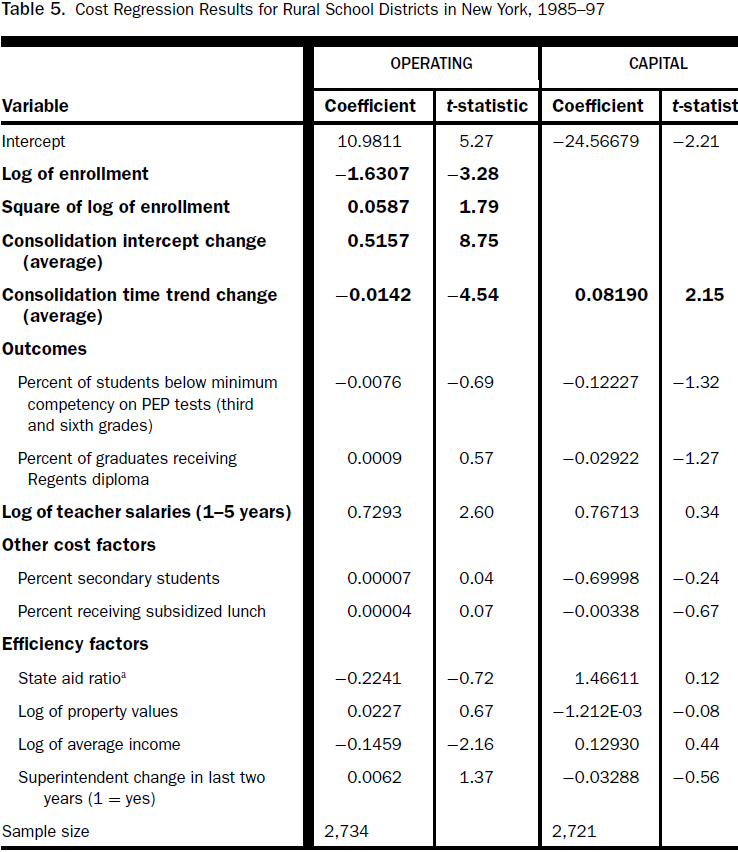 Table 5. Cost Regression Results for Rural School Districts in New York, 1985–97
OPERATING CAPITAL
Variable Coefficient t-statistic Coefficient t-statist
Intercept 10.9811 5.27 −24.56679 −2.21
Log of enrollment −1.6307 −3.28
Square of log of enrollment 0.0587 1.79
Consolidation intercept change 0.5157 8.75
(average)
Consolidation time trend change −0.0142 −4.54 0.08190 2.15
(average)
Outcomes
Percent of students below minimum −0.0076 −0.69 −0.12227 −1.32
competency on PEP tests (third
and sixth grades)
Percent of graduates receiving 0.0009 0.57 −0.02922 −1.27
Regents diploma
Log of teacher salaries (1–5 years) 0.7293 2.60 0.76713 0.34
Other cost factors
Percent secondary students 0.00007 0.04 −0.69998 −0.24
Percent receiving subsidized lunch 0.00004 0.07 −0.00338 −0.67
Efficiency factors
State aid ratioᵃ −0.2241 −0.72 1.46611 0.12
Log of property values 0.0227 0.67 −1.212E-03 −0.08
Log of average income −0.1459 −2.16 0.12930 0.44
Superintendent change in last two 0.0062 1.37 −0.03288 −0.56
years (1 = yes)
Sample size 2,734 2,721